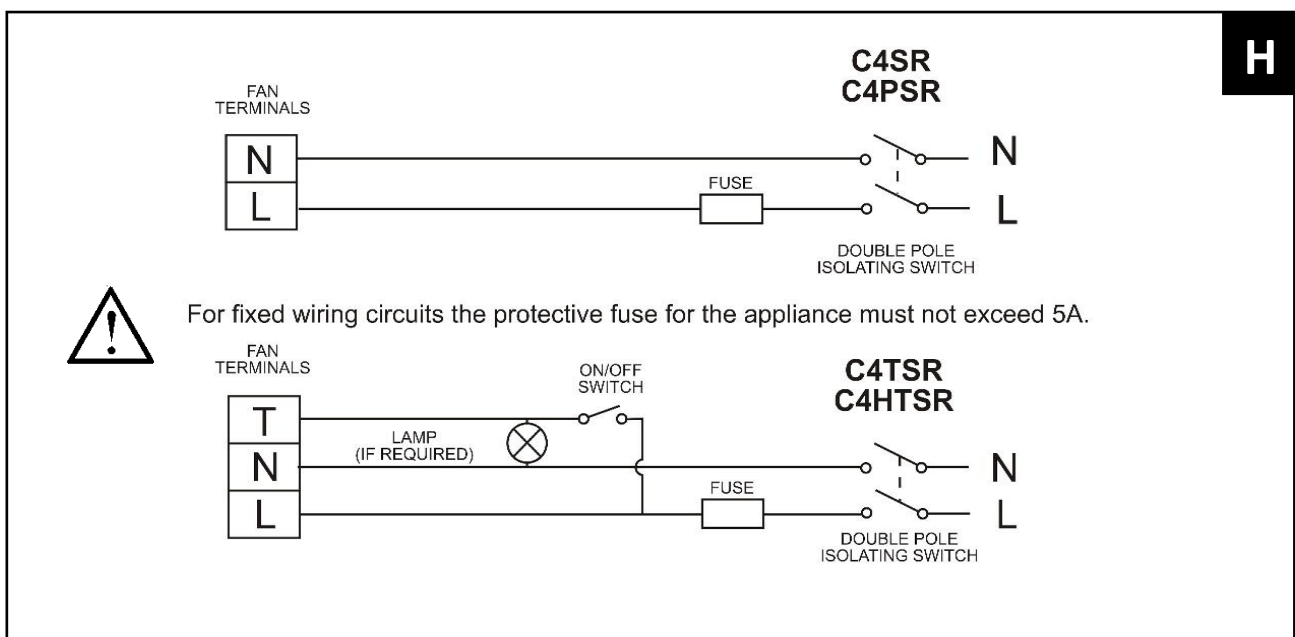 H
C4SR
C4PSR
FAN
TERMINALS
N
N
FUSE
L
L
DOUBLE POLE
ISOLATING SWITCH
!
For fixed wiring circuits the protective fuse for the appliance must not exceed 5A.
FAN
TERMINALS
ON/OFF
SWITCH
C4TSR
C4HTSR
T
LAMP
(IF REQUIRED)
N
N
FUSE
L
L
DOUBLE POLE
ISOLATING SWITCH